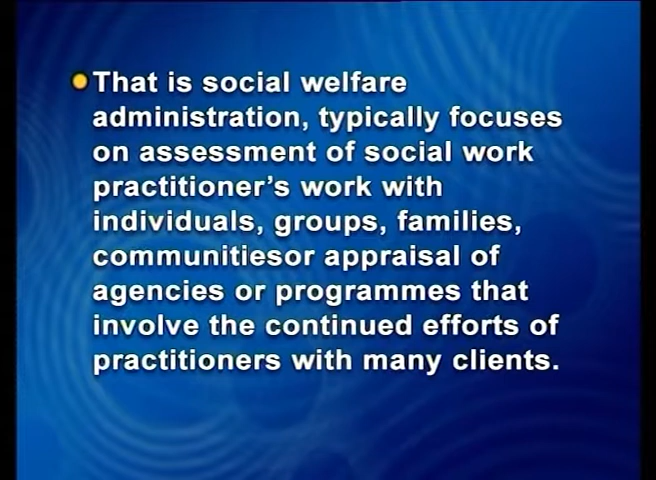 That is social welfare
administration, typically focuses
on assessment of social work
practitioner's work with
individuals, groups, families,
communitiesor appraisal of
agencies or programmes that
involve the continued efforts of
practitioners with many clients.